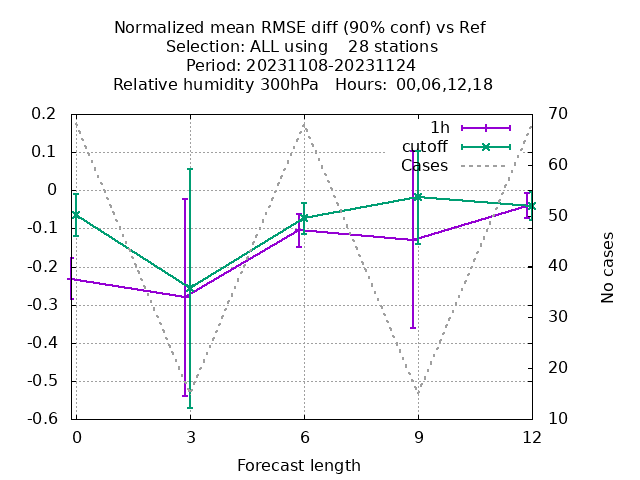 Normalized mean RMSE diff (90% conf) vs Ref
Selection: ALL using    28 stations
Period: 20231108-20231124
Relative humidity 300hPa   Hours: 00,06,12,18
0.2
0.1
0
-0.1
-0.2
-0.3
-0.4
-0.5
-0.6
70
60
50
40
30
20
10
1h
cutoff
Cases
No cases
0 3 6 9 12
Forecast length